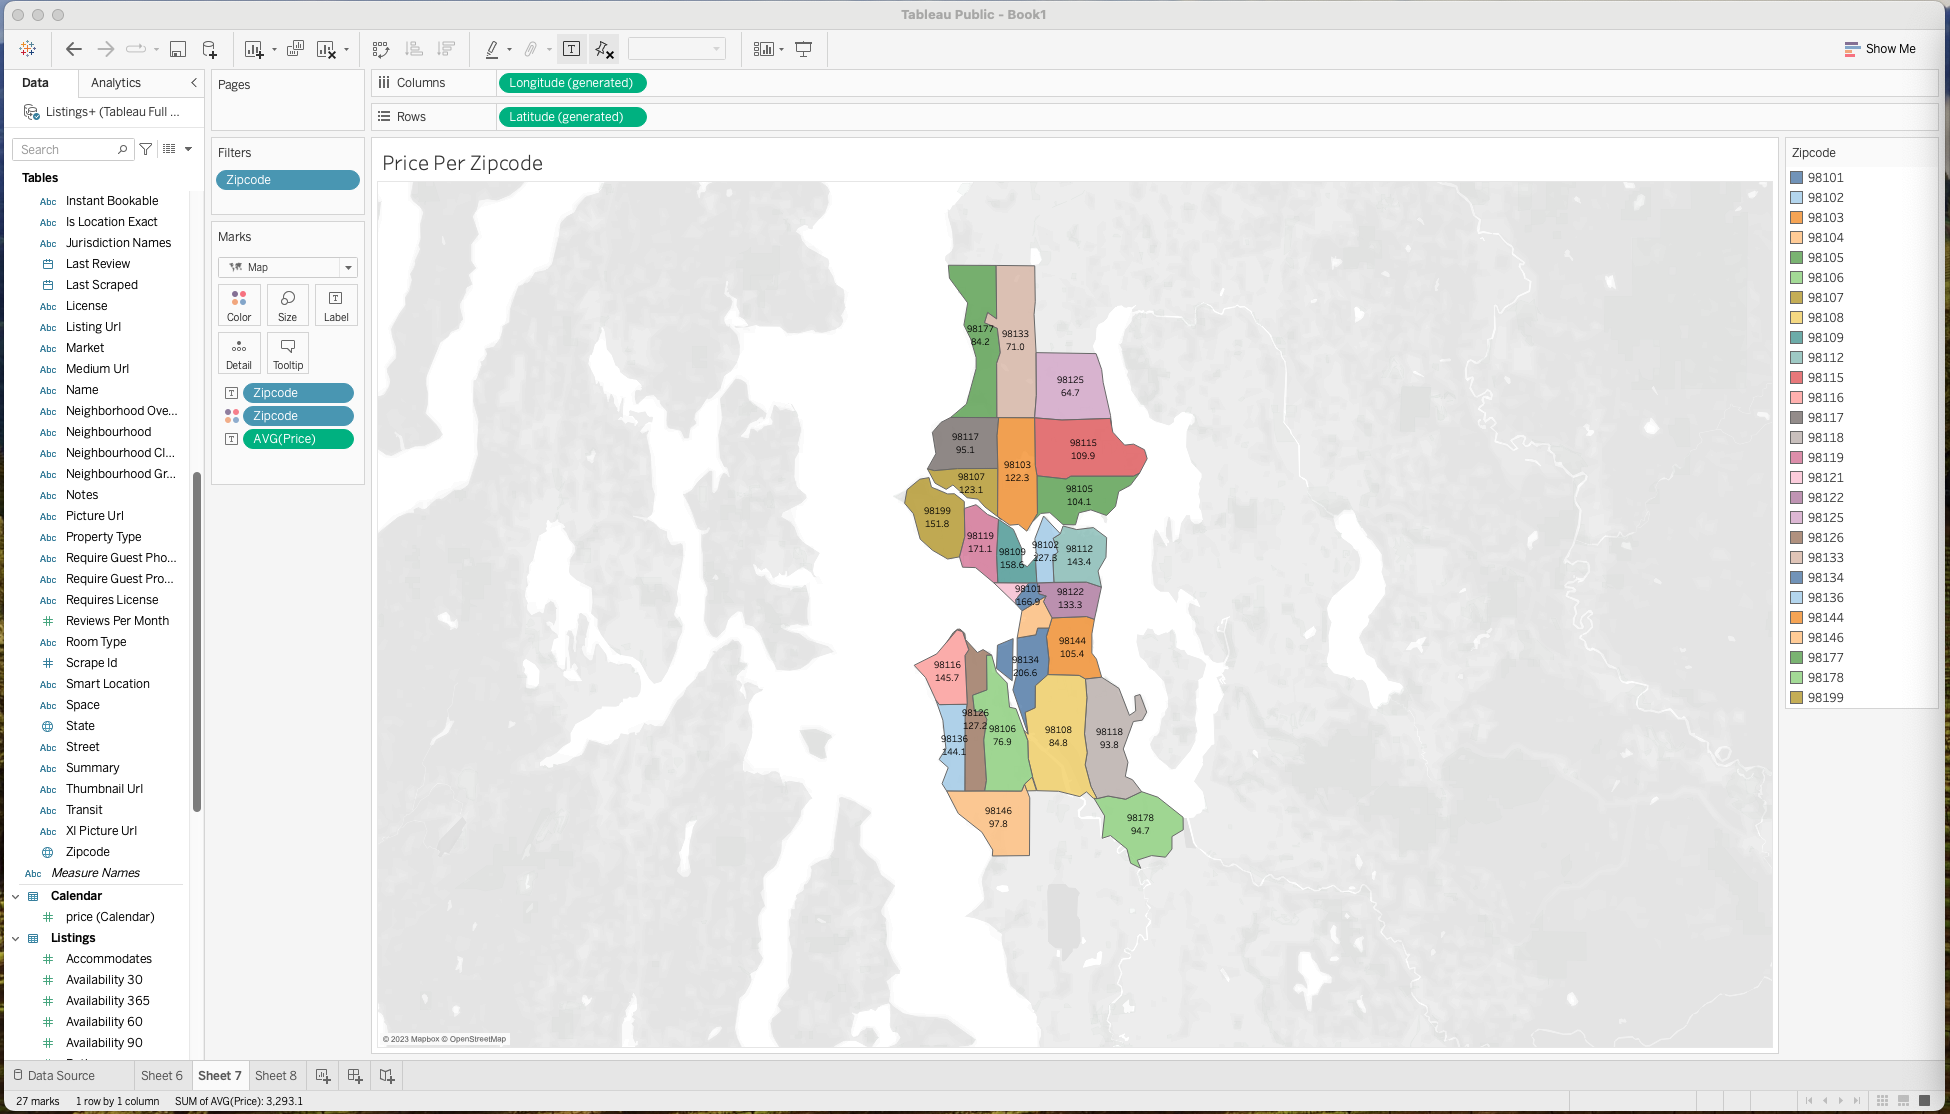 Tableau Public - Book1
Show Me
Data
Analytics
Listings+ (Tableau Full ...
Search
Tables
Abc Instant Bookable
Abc Is Location Exact
Abc Jurisdiction Names
Last Review
Last Scraped
Abc License
Abc Listing Url
Abc Market
Abc Medium Url
Abc Name
Abc Neighborhood Ove...
Abc Neighbourhood
Abc Neighbourhood Cl...
Abc Neighbourhood Gr...
Abc Notes
Abc Picture Url
Abc Property Type
Abc Require Guest Pho...
Abc Require Guest Pro...
Abc Requires License
# Reviews Per Month
Abc Room Type
# Scrape Id
Abc Smart Location
Abc Space
State
Abc Street
Abc Summary
Abc Thumbnail Url
Abc Transit
Abc Xl Picture Url
Zipcode
Abc Measure Names
Calendar
# price (Calendar)
Listings
# Accommodates
# Availability 30
# Availability 365
# Availability 60
# Availability 90
Pages
Filters
Zipcode
Marks
Map
Color
Size
T
Label
Detail
Tooltip
T Zipcode
Zipcode
T AVG(Price)
Columns
Longitude (generated)
Rows
Latitude (generated)
Price Per Zipcode
98177
84.2
98133
71.0
98125
64.7
98117
95.1
98103
122.3
98115
109.9
98107
123.1
98105
104.1
98199
151.8
98119
171.1
98109
158.6
98102
127.3
98112
143.4
98101
166.9
98122
133.3
98144
105.4
98134
206.6
98116
145.7
98126
127.2
98136
144.1
98106
76.9
98108
84.8
98118
93.8
98146
97.8
98178
94.7
© 2023 Mapbox © OpenStreetMap
Zipcode
98101
98102
98103
98104
98105
98106
98107
98108
98109
98112
98115
98116
98117
98118
98119
98121
98122
98125
98126
98133
98134
98136
98144
98146
98177
98178
98199
Data Source
Sheet 6
Sheet 7
Sheet 8
27 marks
1 row by 1 column
SUM of AVG(Price): 3,293.1